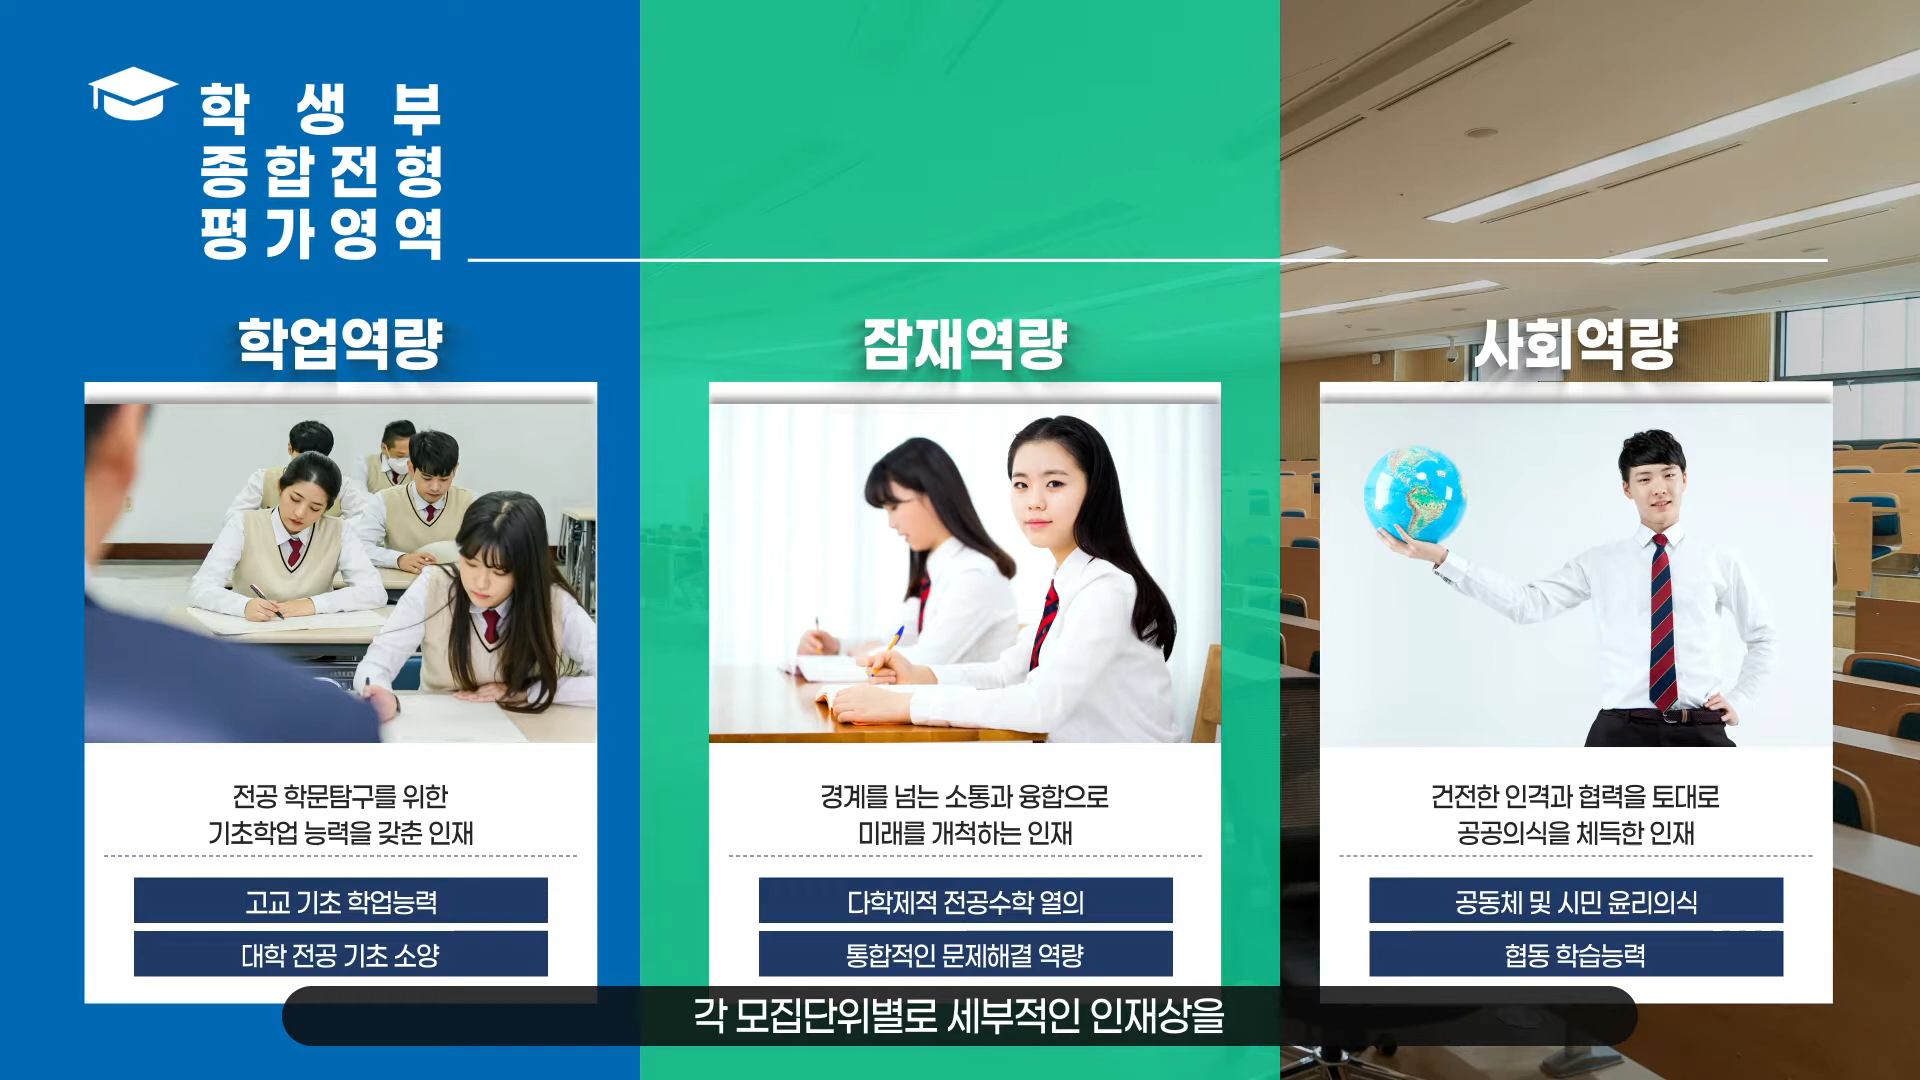 학생부
종합전형
평가영역
학업역량
전공 학문탐구를 위한
기초학업 능력을 갖춘 인재
고교 기초 학업능력
대학 전공 기초 소양
잠재역량
경계를 넘는 소통과 융합으로
미래를 개척하는 인재
다학제적 전공수학 열의
통합적인 문제해결 역량
사회역량
건전한 인격과 협력을 토대로
공공의식을 체득한 인재
공동체 및 시민 윤리의식
협동 학습능력
각 모집단위별로 세부적인 인재상을